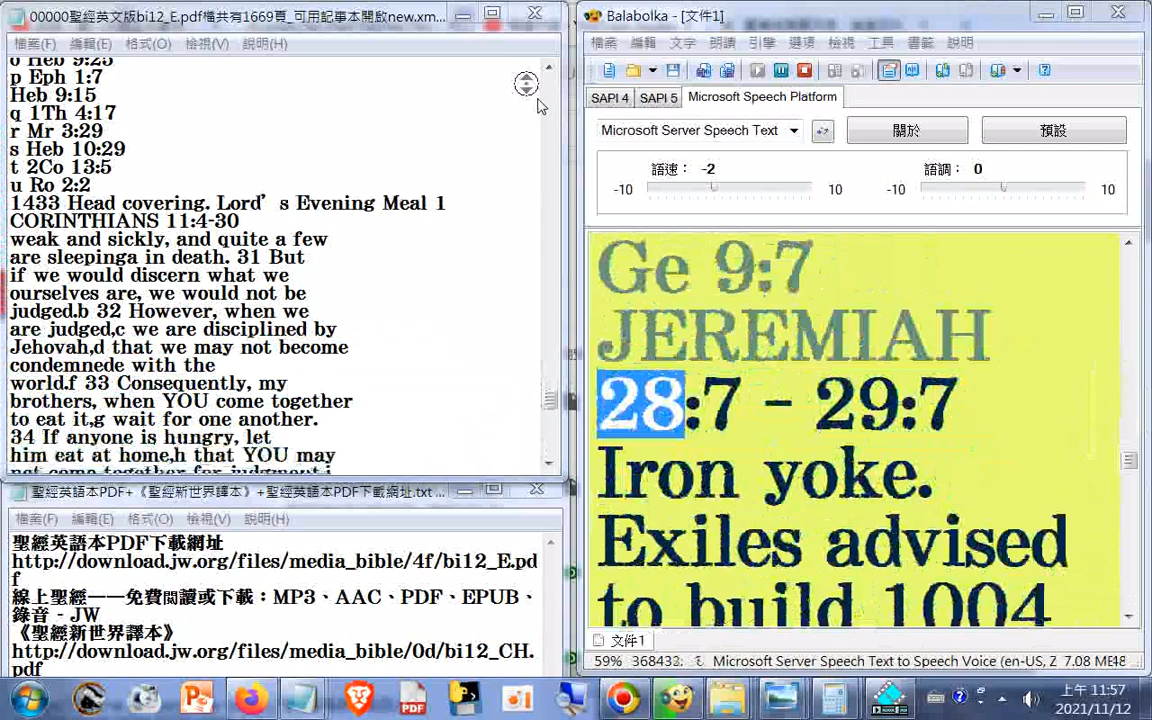 00000聖經英文版bi12_E.pdf檔共有1669頁_可用記事本開啟new.xm...
檔案(F) 編輯(E) 格式(O) 檢視(V) 說明(H)
o Heb 9:25
p Eph 1:7
Heb 9:15
q 1Th 4:17
r Mr 3:29
s Heb 10:29
t 2Co 13:5
u Ro 2:2
1433 Head covering. Lord’s Evening Meal 1
CORINTHIANS 11:4-30
weak and sickly, and quite a few
are sleepinga in death. 31 But
if we would discern what we
ourselves are, we would not be
judged.b 32 However, when we
are judged,c we are disciplined by
Jehovah,d that we may not become
condemnede with the
world.f 33 Consequently, my
brothers, when YOU come together
to eat it,g wait for one another.
34 If anyone is hungry, let
him eat at home,h that YOU may
not come together for judgment.i
聖經英語本PDF+《聖經新世界譯本》+聖經英語本PDF下載網址.txt ...
檔案(F) 編輯(E) 格式(O) 檢視(V) 說明(H)
聖經英語本PDF下載網址
http://download.jw.org/files/media_bible/4f/bi12_E.pd
f
線上聖經——免費閱讀或下載：MP3、AAC、PDF、EPUB、
錄音 - JW
《聖經新世界譯本》
http://download.jw.org/files/media_bible/0d/bi12_CH.
pdf
Balabolka - [文件1]
檔案 編輯 文字 朗讀 引擎 選項 檢視 工具 書籤 說明
SAPI 4 SAPI 5 Microsoft Speech Platform
Microsoft Server Speech Text 關於 預設
語速： -2 語調： 0
-10 10 -10 10
Ge 9:7
JEREMIAH
28:7 – 29:7
Iron yoke.
Exiles advised
to build 1004
文件1
59% 368432: Microsoft Server Speech Text to Speech Voice (en-US, Z 7.08 ME48
上午 11:57
2021/11/12